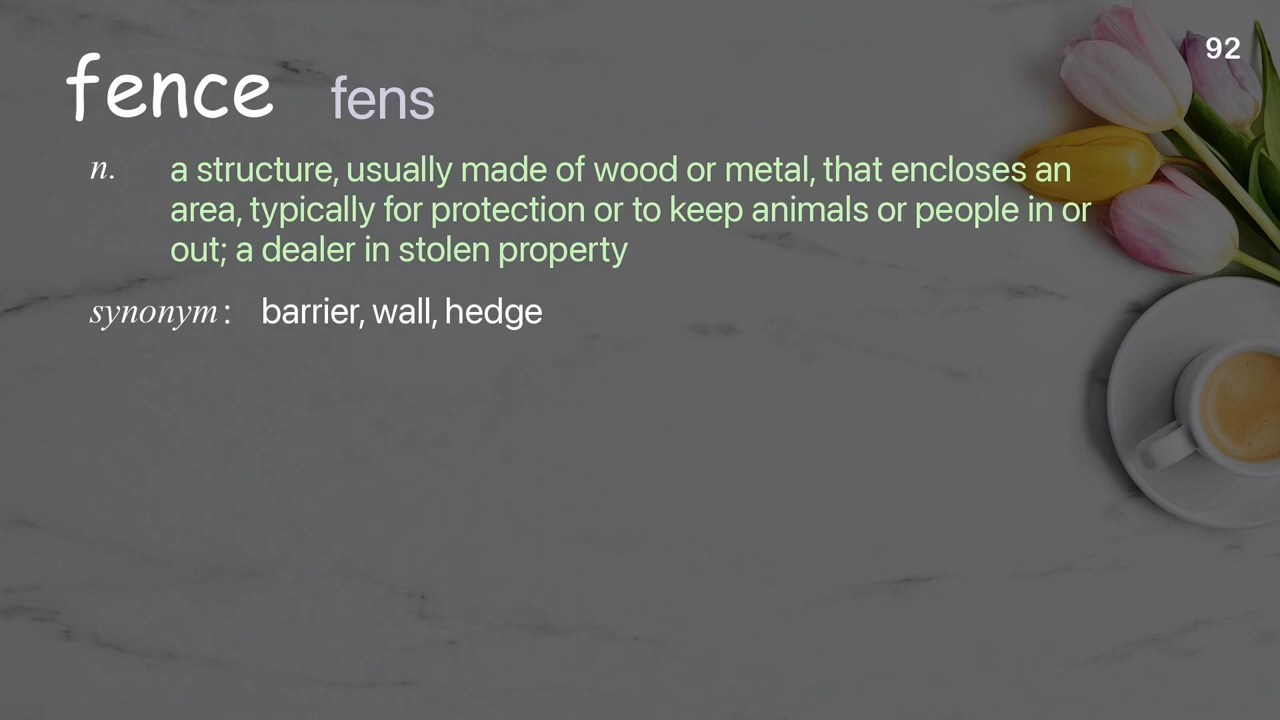 92
fence fens
n. a structure, usually made of wood or metal, that encloses an
area, typically for protection or to keep animals or people in or
out; a dealer in stolen property
synonym: barrier, wall, hedge